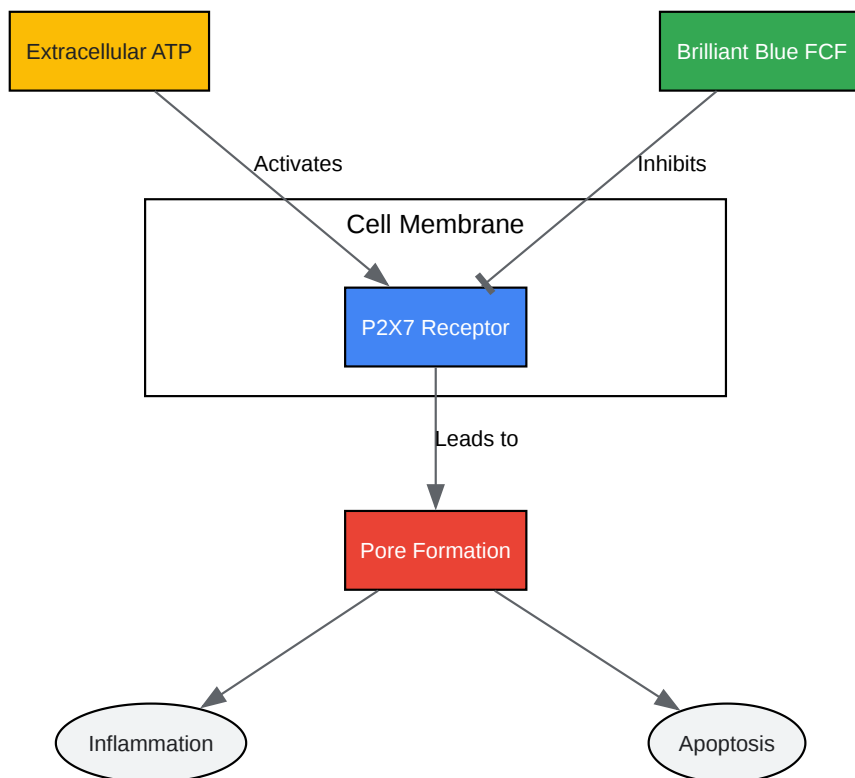 Extracellular ATP
Brilliant Blue FCF
Activates
Inhibits
Cell Membrane
P2X7 Receptor
Leads to
Pore Formation
Inflammation
Apoptosis